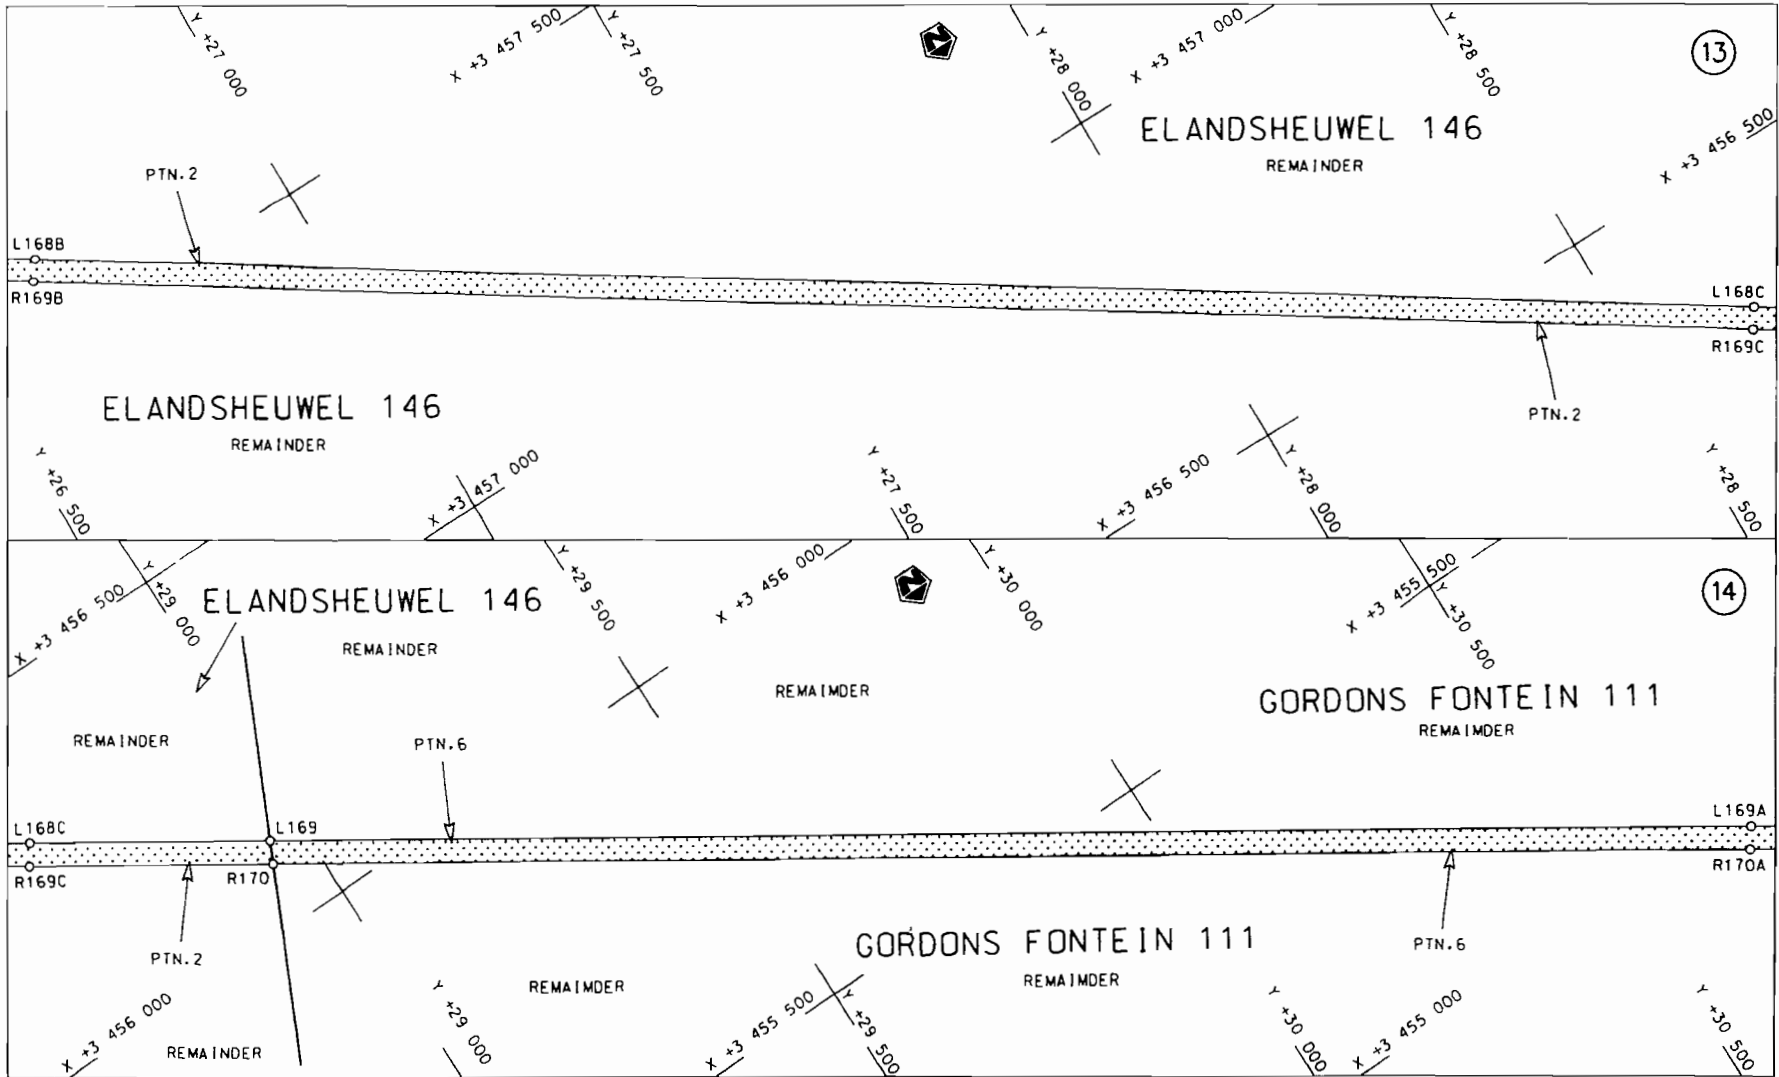 Y +27 000
X +3 457 500
Y +27 500
N
Y +28 000
X +3 457 000
Y +28 500
13
ELANDSHEUWEL 146
REMAINDER
X +3 456 500
PTN.2
L168B
R169B
L168C
R169C
PTN.2
ELANDSHEUWEL 146
REMAINDER
Y +26 500
X +3 457 000
Y +27 500
X +3 456 500
Y +28 000
Y +28 500
X +3 456 500
Y +29 000
ELANDSHEUWEL 146
REMAINDER
Y +29 500
X +3 456 000
N
Y +30 000
X +3 455 500
Y +30 500
14
REMAIMDER
GORDONS FONTEIN 111
REMAIMDER
REMAINDER
PTN.6
L168C
R169C
L169
R170
L169A
R170A
PTN.2
PTN.6
GORDONS FONTEIN 111
REMAIMDER
REMAIMDER
X +3 456 000
REMAINDER
Y +29 000
X +3 455 500
Y +29 500
Y +30 000
X +3 455 000
Y +30 500